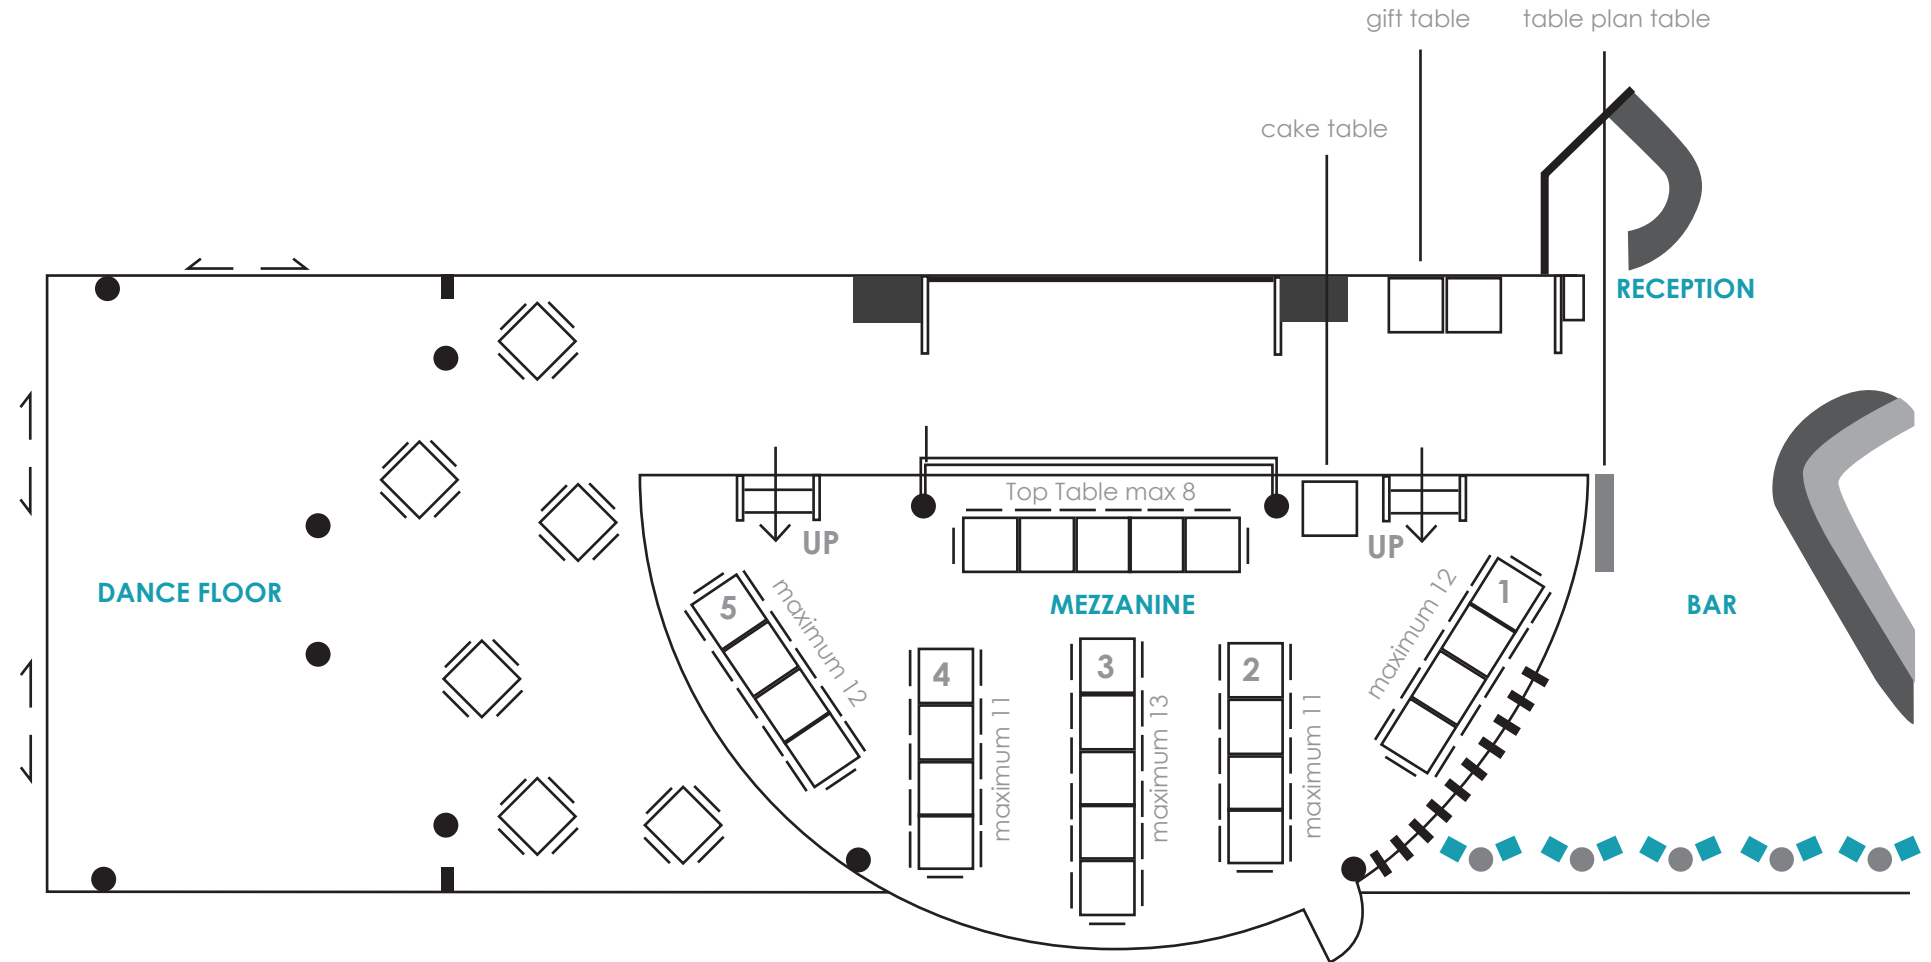 gift table
table plan table
cake table
RECEPTION
Top Table max 8
UP
UP
DANCE FLOOR
MEZZANINE
BAR
5
maximum 12
4
maximum 11
3
maximum 13
2
maximum 11
1
maximum 12